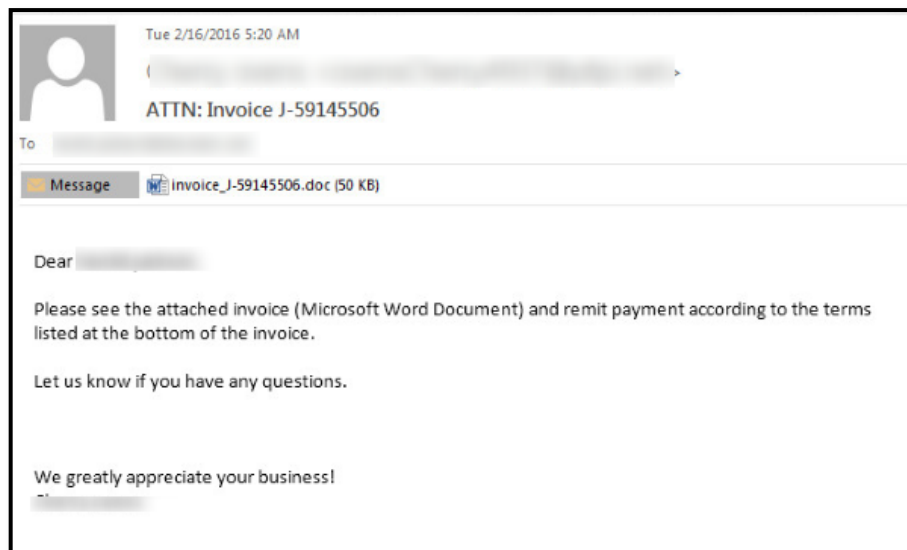 Tue 2/16/2016 5:20 AM
ATTN: Invoice J-59145506
To
Message invoice_J-59145506.doc (50 KB)
Dear
Please see the attached invoice (Microsoft Word Document) and remit payment according to the terms
listed at the bottom of the invoice.
Let us know if you have any questions.
We greatly appreciate your business!